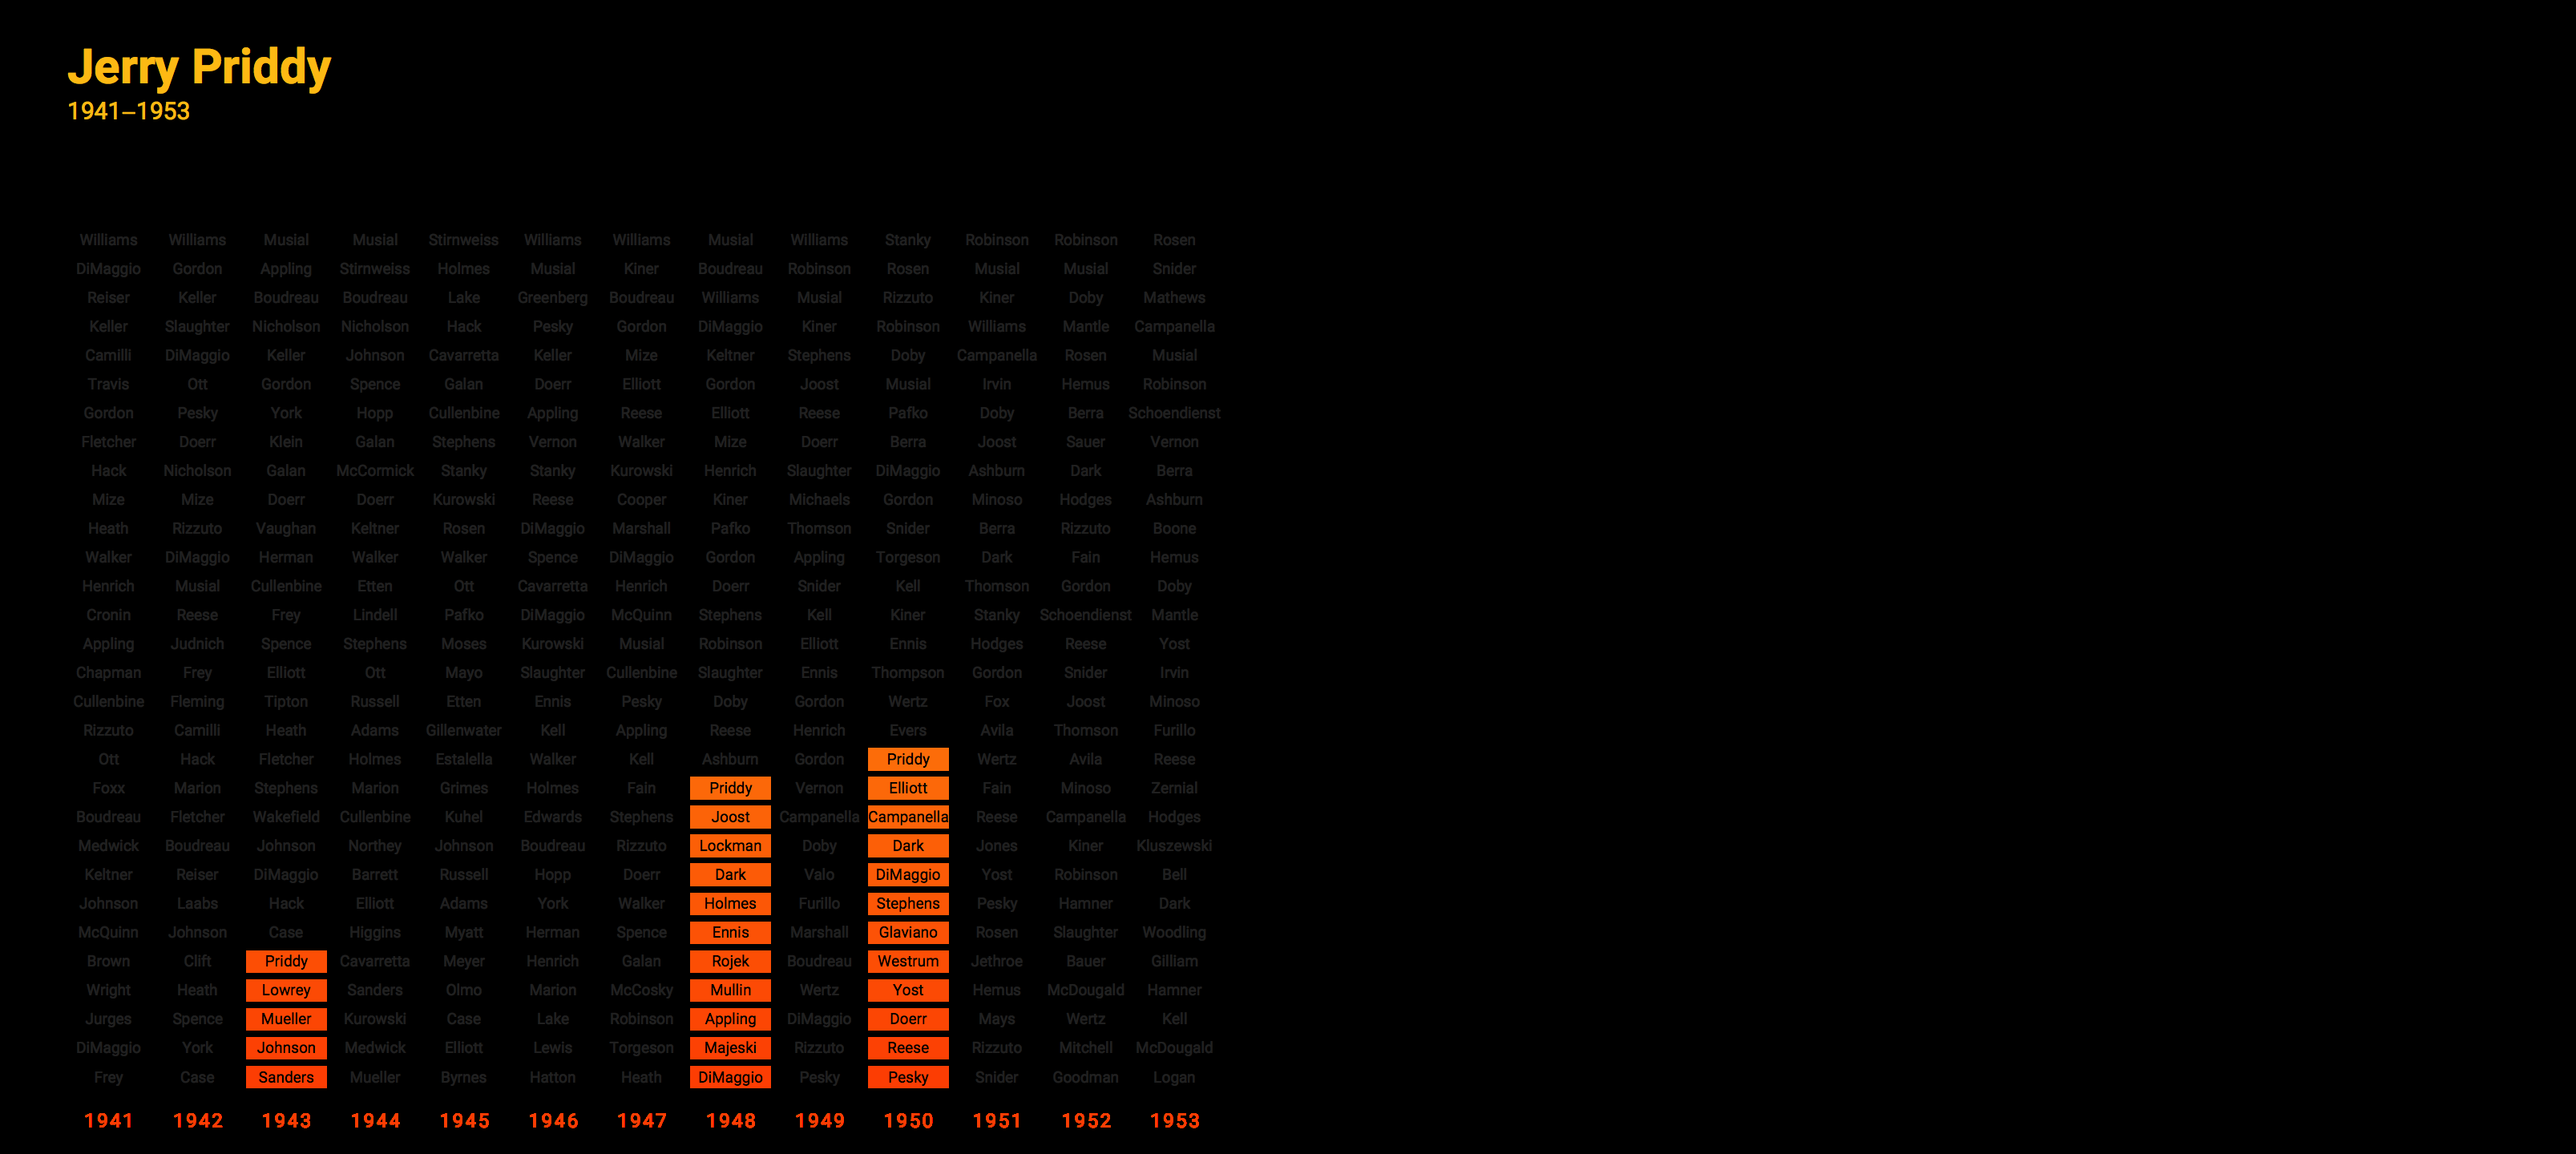 Jerry Priddy
1941–1953
Williams Williams Musial Musial Stirnweiss Williams Williams Musial Williams Stanky Robinson Robinson Rosen
DiMaggio Gordon Appling Stirnweiss Holmes Musial Kiner Boudreau Robinson Rosen Musial Musial Snider
Reiser Keller Boudreau Boudreau Lake Greenberg Boudreau Williams Musial Rizzuto Kiner Doby Mathews
Keller Slaughter Nicholson Nicholson Hack Pesky Gordon DiMaggio Kiner Robinson Williams Mantle Campanella
Camilli DiMaggio Keller Johnson Cavarretta Keller Mize Keltner Stephens Doby Campanella Rosen Musial
Travis Ott Gordon Spence Galan Doerr Elliott Gordon Joost Musial Irvin Hemus Robinson
Gordon Pesky York Hopp Cullenbine Appling Reese Elliott Reese Pafko Doby Berra Schoendienst
Fletcher Doerr Klein Galan Stephens Vernon Walker Mize Doerr Berra Joost Sauer Vernon
Hack Nicholson Galan McCormick Stanky Stanky Kurowski Henrich Slaughter DiMaggio Ashburn Dark Berra
Mize Mize Doerr Doerr Kurowski Reese Cooper Kiner Michaels Gordon Minoso Hodges Ashburn
Heath Rizzuto Vaughan Keltner Rosen DiMaggio Marshall Pafko Thomson Snider Berra Rizzuto Boone
Walker DiMaggio Herman Walker Walker Spence DiMaggio Gordon Appling Torgeson Dark Fain Hemus
Henrich Musial Cullenbine Etten Ott Cavarretta Henrich Doerr Snider Kell Thomson Gordon Doby
Cronin Reese Frey Lindell Pafko DiMaggio McQuinn Stephens Kell Kiner Stanky Schoendienst Mantle
Appling Judnich Spence Stephens Moses Kurowski Musial Robinson Elliott Ennis Hodges Reese Yost
Chapman Frey Elliott Ott Mayo Slaughter Cullenbine Slaughter Ennis Thompson Gordon Snider Irvin
Cullenbine Fleming Tipton Russell Etten Ennis Pesky Doby Gordon Wertz Fox Joost Minoso
Rizzuto Camilli Heath Adams Gillenwater Kell Appling Reese Henrich Evers Avila Thomson Furillo
Ott Hack Fletcher Holmes Estalella Walker Kell Ashburn Gordon Priddy Wertz Avila Reese
Foxx Marion Stephens Marion Grimes Holmes Fain Priddy Vernon Elliott Fain Minoso Zernial
Boudreau Fletcher Wakefield Cullenbine Kuhel Edwards Stephens Joost Campanella Campanella Reese Campanella Hodges
Medwick Boudreau Johnson Northey Johnson Boudreau Rizzuto Lockman Doby Dark Jones Kiner Kluszewski
Keltner Reiser DiMaggio Barrett Russell Hopp Doerr Dark Valo DiMaggio Yost Robinson Bell
Johnson Laabs Hack Elliott Adams York Walker Holmes Furillo Stephens Pesky Hamner Dark
McQuinn Johnson Case Higgins Myatt Herman Spence Ennis Marshall Glaviano Rosen Slaughter Woodling
Brown Clift Priddy Cavarretta Meyer Henrich Galan Rojek Boudreau Westrum Jethroe Bauer Gilliam
Wright Heath Lowrey Sanders Olmo Marion McCosky Mullin Wertz Yost Hemus McDougald Hamner
Jurges Spence Mueller Kurowski Case Lake Robinson Appling DiMaggio Doerr Mays Wertz Kell
DiMaggio York Johnson Medwick Elliott Lewis Torgeson Majeski Rizzuto Reese Rizzuto Mitchell McDougald
Frey Case Sanders Mueller Byrnes Hatton Heath DiMaggio Pesky Pesky Snider Goodman Logan
1941 1942 1943 1944 1945 1946 1947 1948 1949 1950 1951 1952 1953